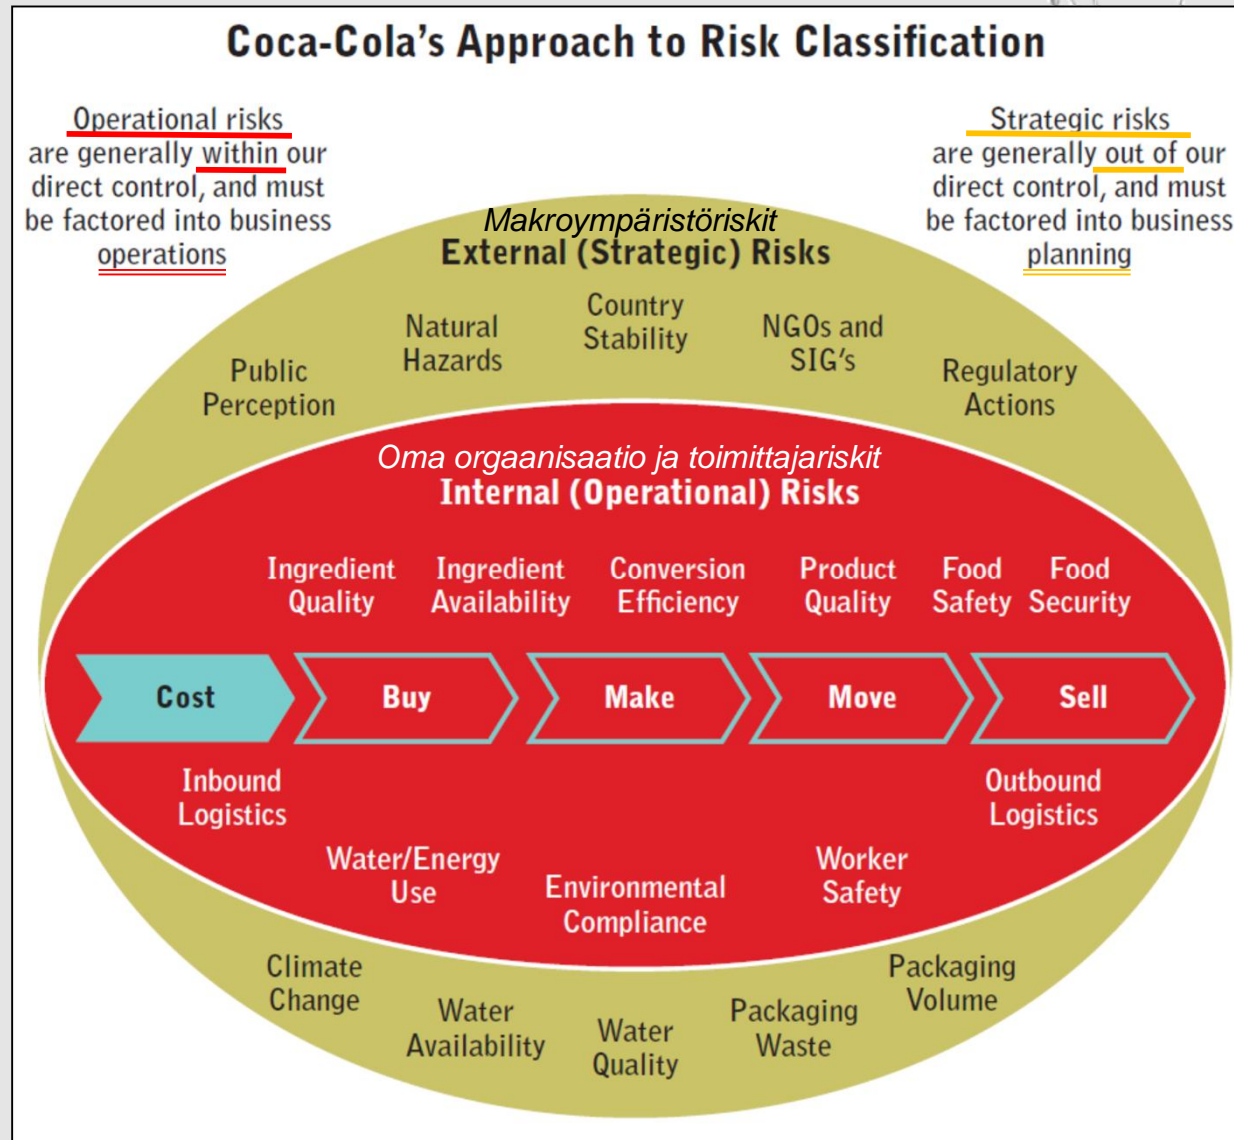 Coca-Cola's Approach to Risk Classification
Operational risks
are generally within our
direct control, and must
be factored into business
operations
Strategic risks
are generally out of our
direct control, and must
be factored into business
planning
Makroympäristöriskit
External (Strategic) Risks
Public
Perception
Natural
Hazards
Country
Stability
NGOs and
SIG's
Regulatory
Actions
Oma orgaanisaatio ja toimittajariskit
Internal (Operational) Risks
Ingredient
Quality
Ingredient
Availability
Conversion
Efficiency
Product
Quality
Food
Safety
Food
Security
Cost
Buy
Make
Move
Sell
Inbound
Logistics
Water/Energy
Use
Environmental
Compliance
Worker
Safety
Outbound
Logistics
Climate
Change
Water
Availability
Water
Quality
Packaging
Waste
Packaging
Volume